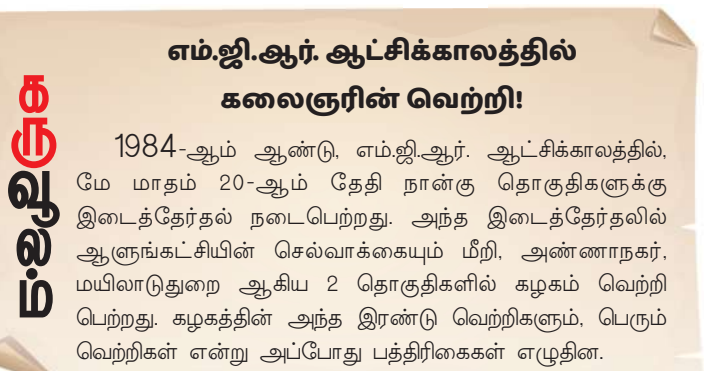 கருவூலம்
எம்.ஜி.ஆர். ஆட்சிக்காலத்தில்
கலைஞரின் வெற்றி!
1984-ஆம் ஆண்டு, எம்.ஜி.ஆர். ஆட்சிக்காலத்தில்,
மே மாதம் 20-ஆம் தேதி நான்கு தொகுதிகளுக்கு
இடைத்தேர்தல் நடைபெற்றது. அந்த இடைத்தேர்தலில்
ஆளுங்கட்சியின் செல்வாக்கையும் மீறி, அண்ணாநகர்,
மயிலாடுதுறை ஆகிய 2 தொகுதிகளில் கழகம் வெற்றி
பெற்றது. கழகத்தின் அந்த இரண்டு வெற்றிகளும், பெரும்
வெற்றிகள் என்று அப்போது பத்திரிகைகள் எழுதின.